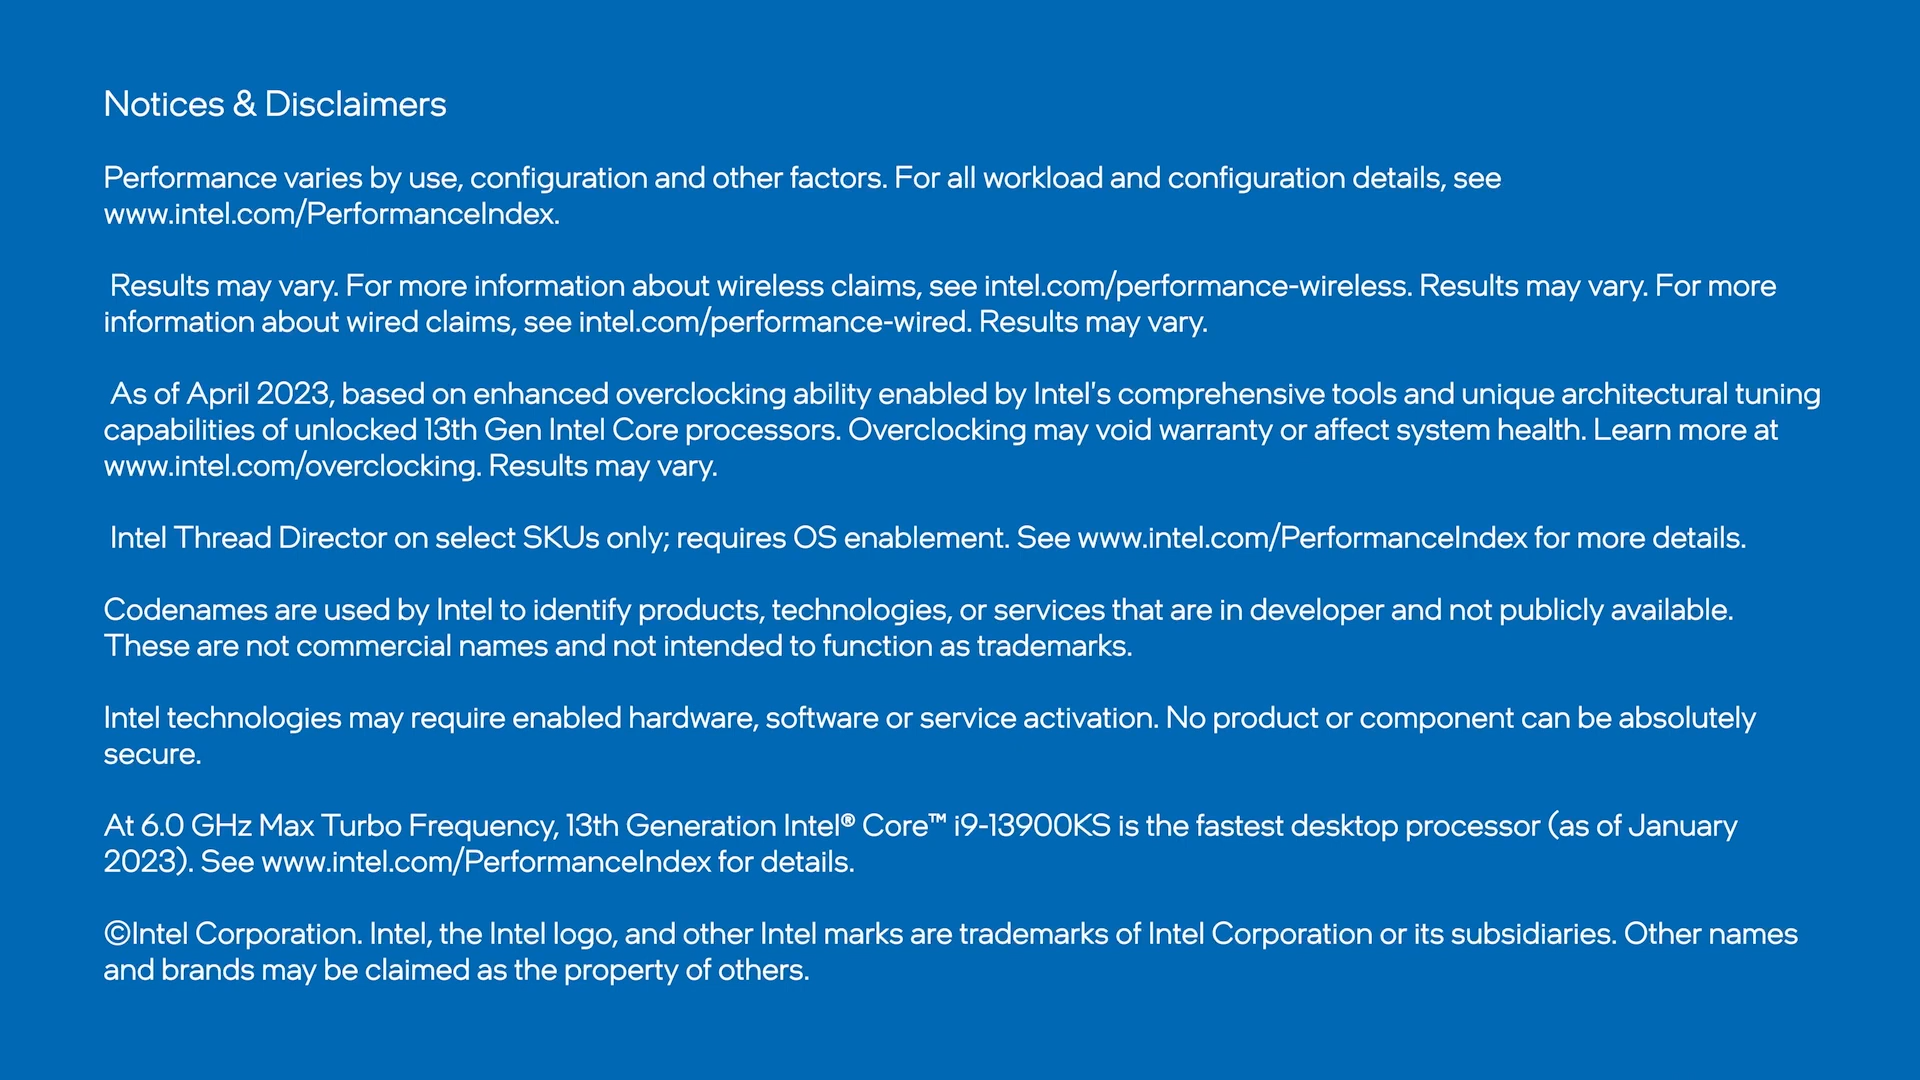 Notices & Disclaimers
Performance varies by use, configuration and other factors. For all workload and configuration details, see
www.intel.com/PerformanceIndex.
Results may vary. For more information about wireless claims, see intel.com/performance-wireless. Results may vary. For more
information about wired claims, see intel.com/performance-wired. Results may vary.
As of April 2023, based on enhanced overclocking ability enabled by Intel's comprehensive tools and unique architectural tuning
capabilities of unlocked 13th Gen Intel Core processors. Overclocking may void warranty or affect system health. Learn more at
www.intel.com/overclocking. Results may vary.
Intel Thread Director on select SKUs only; requires OS enablement. See www.intel.com/PerformanceIndex for more details.
Codenames are used by Intel to identify products, technologies, or services that are in developer and not publicly available.
These are not commercial names and not intended to function as trademarks.
Intel technologies may require enabled hardware, software or service activation. No product or component can be absolutely
secure.
At 6.0 GHz Max Turbo Frequency, 13th Generation Intel® Core™ i9-13900KS is the fastest desktop processor (as of January
2023). See www.intel.com/PerformanceIndex for details.
©Intel Corporation. Intel, the Intel logo, and other Intel marks are trademarks of Intel Corporation or its subsidiaries. Other names
and brands may be claimed as the property of others.